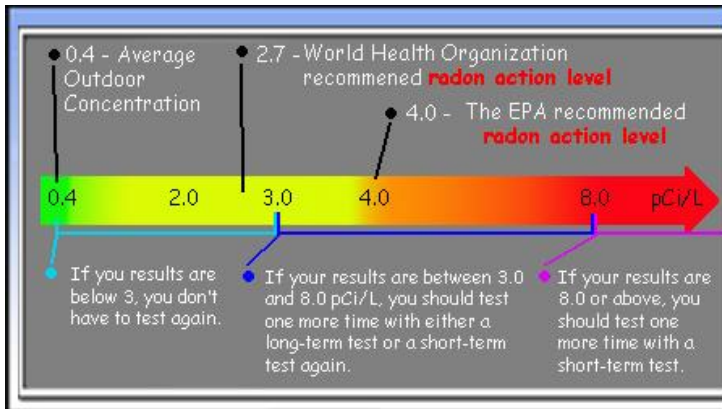 0.4 - Average
Outdoor
Concentration
2.7 - World Health Organization
recommened radon action level
4.0 - The EPA recommended
radon action level
0.4 2.0 3.0 4.0 8.0 pCi/L
If you results are
below 3, you don't
have to test again.
If your results are between 3.0
and 8.0 pCi/L, you should test
one more time with either a
long-term test or a short-term
test again.
If your results are
8.0 or above, you
should test one
more time with a
short-term test.